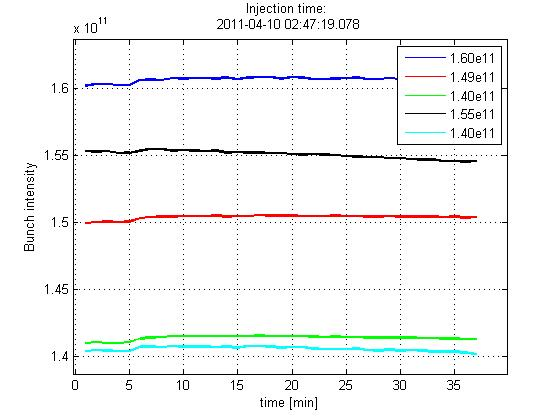 Injection time:
2011-04-10 02:47:19.078
x 10^11
1.6
1.55
1.5
1.45
1.4
Bunch intensity
1.60e11
1.49e11
1.40e11
1.55e11
1.40e11
0 5 10 15 20 25 30 35
time [min]